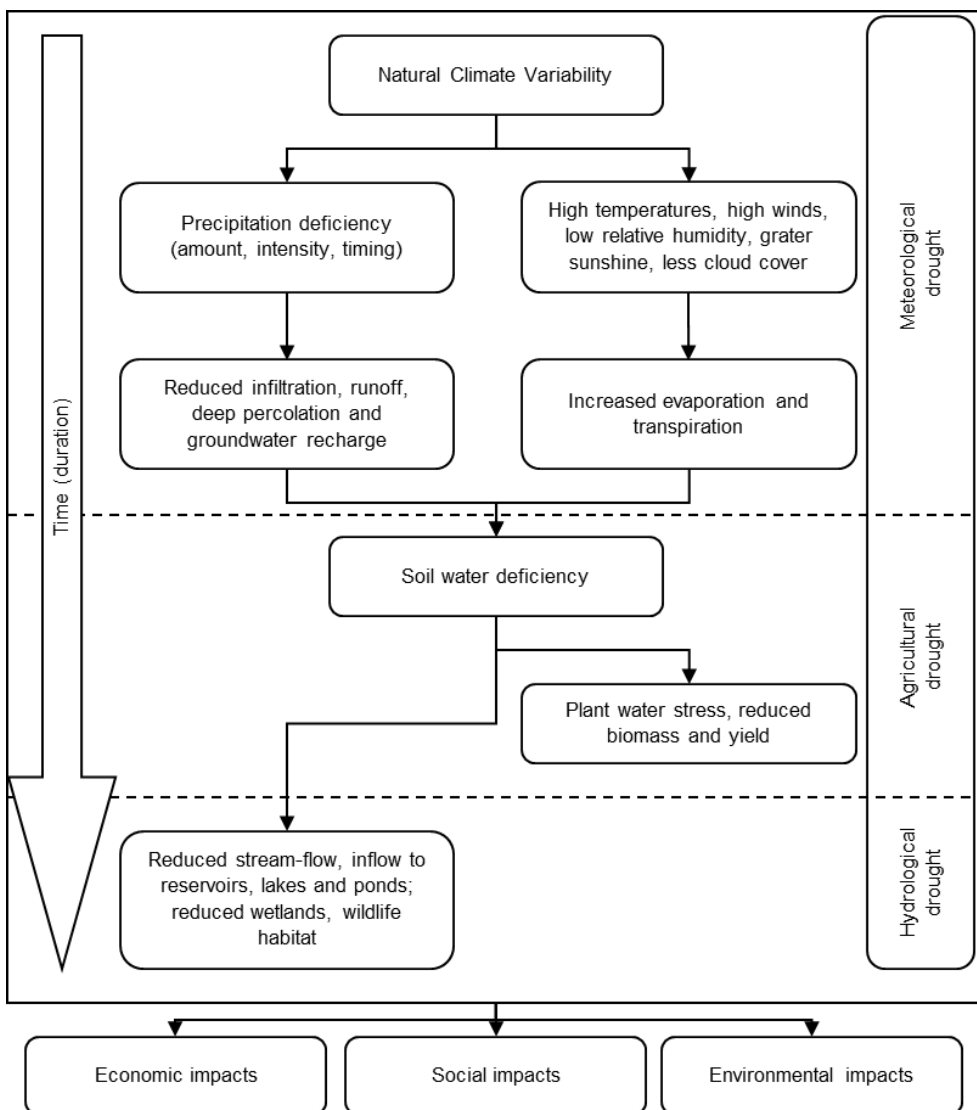 Natural Climate Variability
Precipitation deficiency
(amount, intensity, timing)
High temperatures, high winds,
low relative humidity, grater
sunshine, less cloud cover
Meteorological
drought
Reduced infiltration, runoff,
deep percolation and
groundwater recharge
Increased evaporation and
transpiration
Time (duration)
Soil water deficiency
Agricultural
drought
Plant water stress, reduced
biomass and yield
Reduced stream-flow, inflow to
reservoirs, lakes and ponds;
reduced wetlands, wildlife
habitat
Hydrological
drought
Economic impacts
Social impacts
Environmental impacts